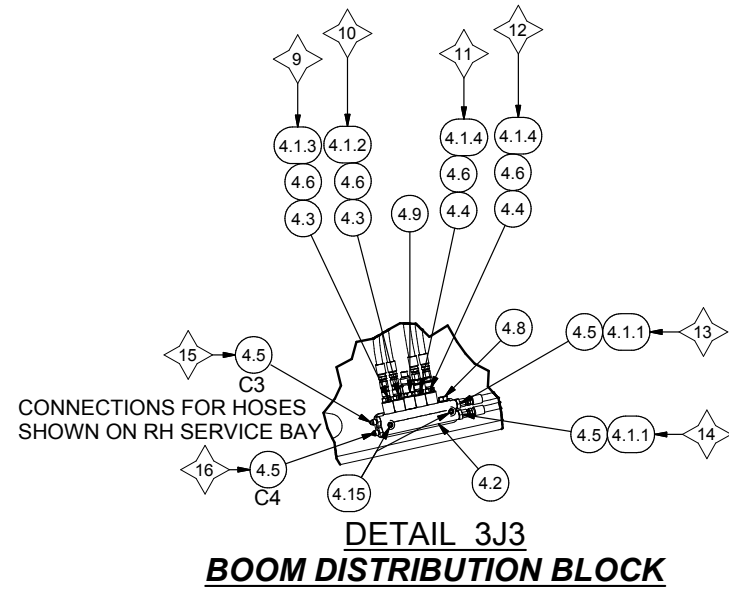 9 10 11 12
4.1.3 4.1.2 4.1.4 4.1.4
4.6 4.6 4.6 4.6
4.3 4.3 4.9 4.4 4.4
4.8
4.5 4.1.1 13
15 4.5
C3
CONNECTIONS FOR HOSES
SHOWN ON RH SERVICE BAY
4.5 4.1.1 14
16 4.5
C4
4.15 4.2
DETAIL 3J3
BOOM DISTRIBUTION BLOCK